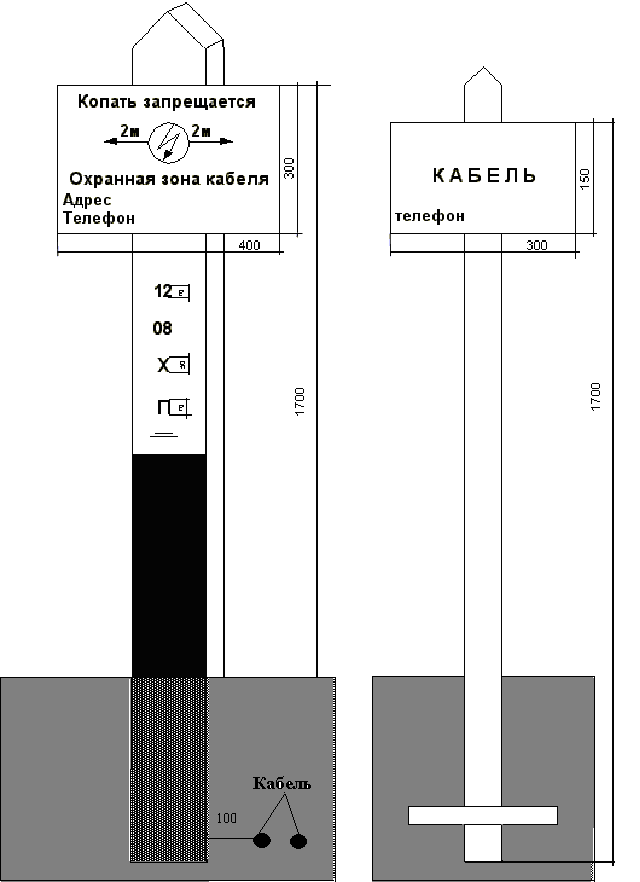 Копать запрещается
2м 2м
Охранная зона кабеля
Адрес
Телефон
300
400
12
08
Х
П
1700
Кабель
100
КАБЕЛЬ
телефон
150
300
1700